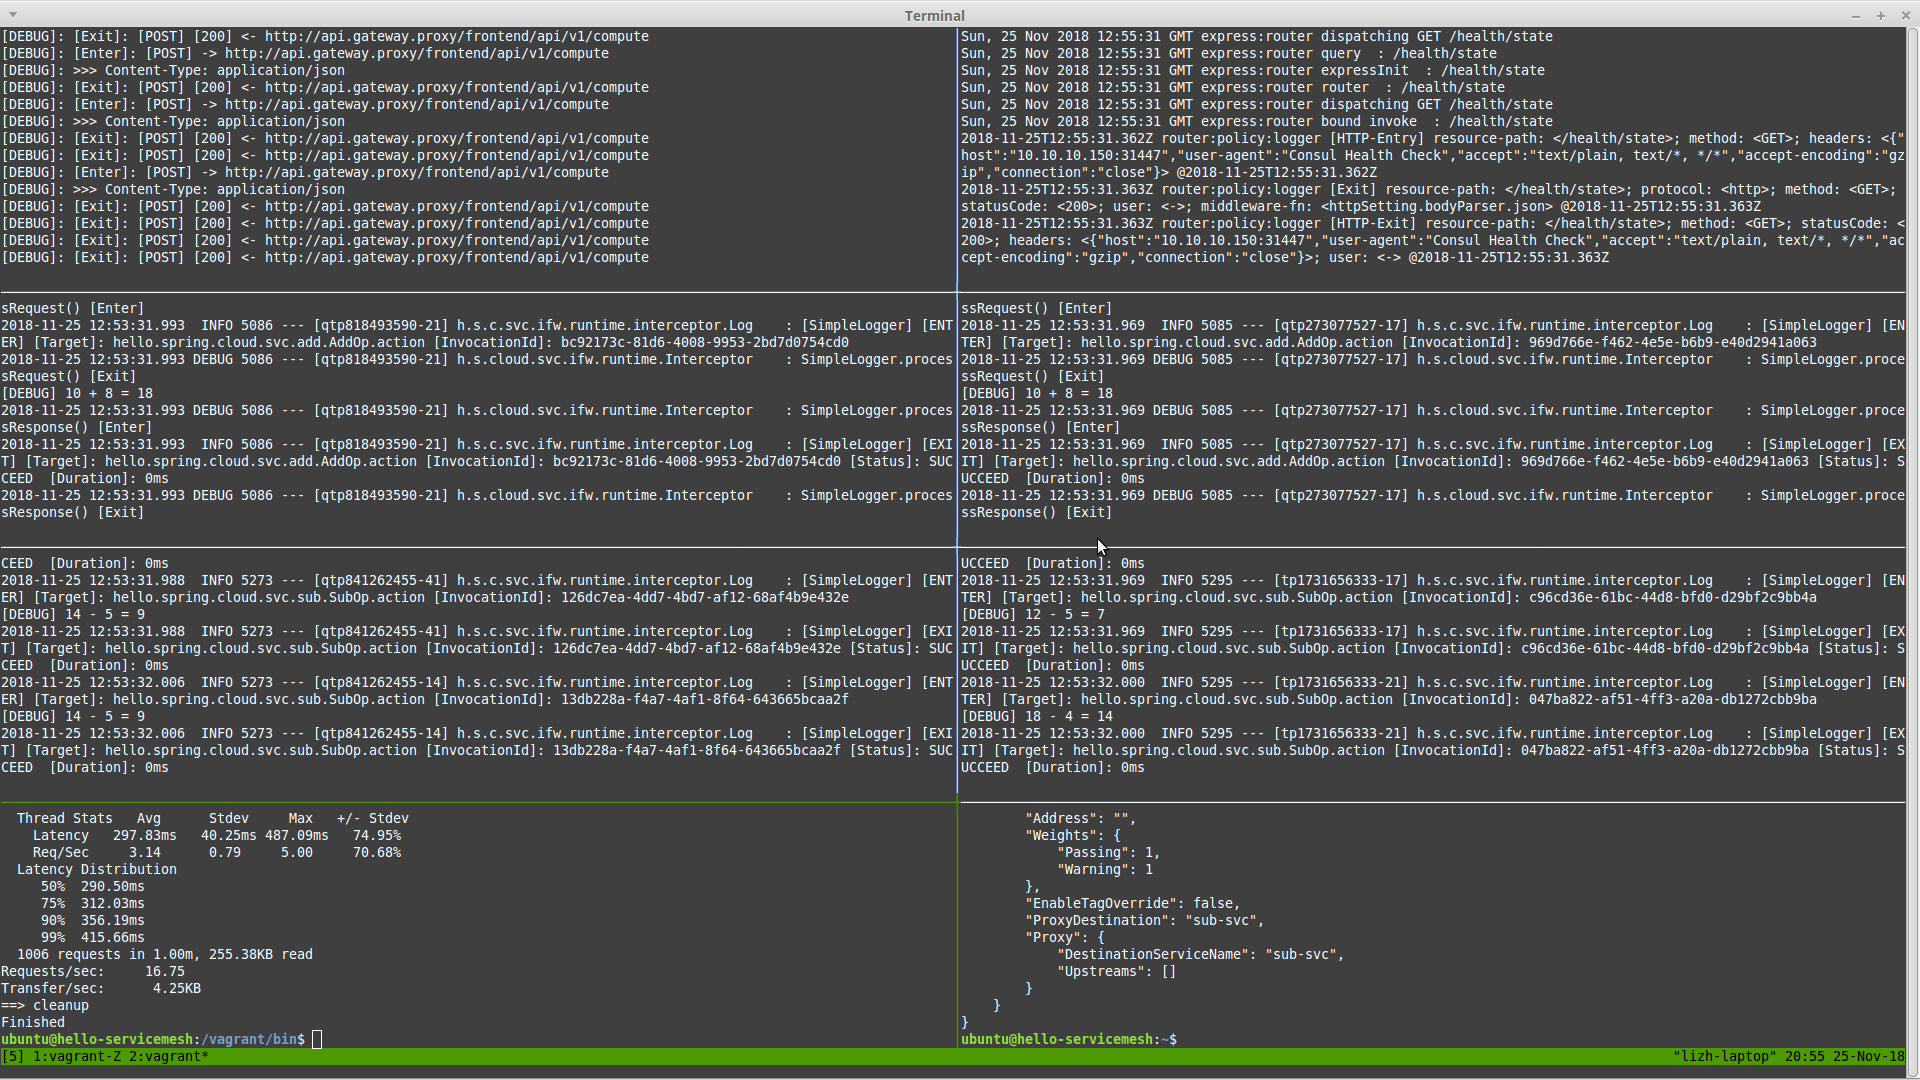 Terminal
[DEBUG]: [Exit]: [POST] [200] <- http://api.gateway.proxy/frontend/api/v1/compute
[DEBUG]: [Enter]: [POST] -> http://api.gateway.proxy/frontend/api/v1/compute
[DEBUG]: >>> Content-Type: application/json
[DEBUG]: [Exit]: [POST] [200] <- http://api.gateway.proxy/frontend/api/v1/compute
[DEBUG]: [Enter]: [POST] -> http://api.gateway.proxy/frontend/api/v1/compute
[DEBUG]: >>> Content-Type: application/json
[DEBUG]: [Exit]: [POST] [200] <- http://api.gateway.proxy/frontend/api/v1/compute
[DEBUG]: [Exit]: [POST] [200] <- http://api.gateway.proxy/frontend/api/v1/compute
[DEBUG]: [Enter]: [POST] -> http://api.gateway.proxy/frontend/api/v1/compute
[DEBUG]: >>> Content-Type: application/json
[DEBUG]: [Exit]: [POST] [200] <- http://api.gateway.proxy/frontend/api/v1/compute
[DEBUG]: [Exit]: [POST] [200] <- http://api.gateway.proxy/frontend/api/v1/compute
[DEBUG]: [Exit]: [POST] [200] <- http://api.gateway.proxy/frontend/api/v1/compute
[DEBUG]: [Exit]: [POST] [200] <- http://api.gateway.proxy/frontend/api/v1/compute
Sun, 25 Nov 2018 12:55:31 GMT express:router dispatching GET /health/state
Sun, 25 Nov 2018 12:55:31 GMT express:router query  : /health/state
Sun, 25 Nov 2018 12:55:31 GMT express:router expressInit  : /health/state
Sun, 25 Nov 2018 12:55:31 GMT express:router router  : /health/state
Sun, 25 Nov 2018 12:55:31 GMT express:router dispatching GET /health/state
Sun, 25 Nov 2018 12:55:31 GMT express:router bound invoke  : /health/state
2018-11-25T12:55:31.362Z router:policy:logger [HTTP-Entry] resource-path: </health/state>; method: <GET>; headers: <{"
host":"10.10.10.150:31447","user-agent":"Consul Health Check","accept":"text/plain, text/*, */*","accept-encoding":"gz
ip","connection":"close"}> @2018-11-25T12:55:31.362Z
2018-11-25T12:55:31.363Z router:policy:logger [Exit] resource-path: </health/state>; protocol: <http>; method: <GET>;
statusCode: <200>; user: <->; middleware-fn: <httpSetting.bodyParser.json> @2018-11-25T12:55:31.363Z
2018-11-25T12:55:31.363Z router:policy:logger [HTTP-Exit] resource-path: </health/state>; method: <GET>; statusCode: <
200>; headers: <{"host":"10.10.10.150:31447","user-agent":"Consul Health Check","accept":"text/plain, text/*, */*","ac
cept-encoding":"gzip","connection":"close"}>; user: <-> @2018-11-25T12:55:31.363Z
sRequest() [Enter]
2018-11-25 12:53:31.993  INFO 5086 --- [qtp818493590-21] h.s.c.svc.ifw.runtime.interceptor.Log    : [SimpleLogger] [ENT
ER] [Target]: hello.spring.cloud.svc.add.AddOp.action [InvocationId]: bc92173c-81d6-4008-9953-2bd7d0754cd0
2018-11-25 12:53:31.993 DEBUG 5086 --- [qtp818493590-21] h.s.cloud.svc.ifw.runtime.Interceptor    : SimpleLogger.proces
sRequest() [Exit]
[DEBUG] 10 + 8 = 18
2018-11-25 12:53:31.993 DEBUG 5086 --- [qtp818493590-21] h.s.cloud.svc.ifw.runtime.Interceptor    : SimpleLogger.proces
sResponse() [Enter]
2018-11-25 12:53:31.993  INFO 5086 --- [qtp818493590-21] h.s.c.svc.ifw.runtime.interceptor.Log    : [SimpleLogger] [EXI
T] [Target]: hello.spring.cloud.svc.add.AddOp.action [InvocationId]: bc92173c-81d6-4008-9953-2bd7d0754cd0 [Status]: SUC
CEED  [Duration]: 0ms
2018-11-25 12:53:31.993 DEBUG 5086 --- [qtp818493590-21] h.s.cloud.svc.ifw.runtime.Interceptor    : SimpleLogger.proces
sResponse() [Exit]
ssRequest() [Enter]
2018-11-25 12:53:31.969  INFO 5085 --- [qtp273077527-17] h.s.c.svc.ifw.runtime.interceptor.Log    : [SimpleLogger] [EN
TER] [Target]: hello.spring.cloud.svc.add.AddOp.action [InvocationId]: 969d766e-f462-4e5e-b6b9-e40d2941a063
2018-11-25 12:53:31.969 DEBUG 5085 --- [qtp273077527-17] h.s.cloud.svc.ifw.runtime.Interceptor    : SimpleLogger.proce
ssRequest() [Exit]
[DEBUG] 10 + 8 = 18
2018-11-25 12:53:31.969 DEBUG 5085 --- [qtp273077527-17] h.s.cloud.svc.ifw.runtime.Interceptor    : SimpleLogger.proce
ssResponse() [Enter]
2018-11-25 12:53:31.969  INFO 5085 --- [qtp273077527-17] h.s.c.svc.ifw.runtime.interceptor.Log    : [SimpleLogger] [EX
IT] [Target]: hello.spring.cloud.svc.add.AddOp.action [InvocationId]: 969d766e-f462-4e5e-b6b9-e40d2941a063 [Status]: S
UCCEED  [Duration]: 0ms
2018-11-25 12:53:31.969 DEBUG 5085 --- [qtp273077527-17] h.s.cloud.svc.ifw.runtime.Interceptor    : SimpleLogger.proce
ssResponse() [Exit]
CEED  [Duration]: 0ms
2018-11-25 12:53:31.988  INFO 5273 --- [qtp841262455-41] h.s.c.svc.ifw.runtime.interceptor.Log    : [SimpleLogger] [ENT
ER] [Target]: hello.spring.cloud.svc.sub.SubOp.action [InvocationId]: 126dc7ea-4dd7-4bd7-af12-68af4b9e432e
[DEBUG] 14 - 5 = 9
2018-11-25 12:53:31.988  INFO 5273 --- [qtp841262455-41] h.s.c.svc.ifw.runtime.interceptor.Log    : [SimpleLogger] [EXI
T] [Target]: hello.spring.cloud.svc.sub.SubOp.action [InvocationId]: 126dc7ea-4dd7-4bd7-af12-68af4b9e432e [Status]: SUC
CEED  [Duration]: 0ms
2018-11-25 12:53:32.006  INFO 5273 --- [qtp841262455-14] h.s.c.svc.ifw.runtime.interceptor.Log    : [SimpleLogger] [ENT
ER] [Target]: hello.spring.cloud.svc.sub.SubOp.action [InvocationId]: 13db228a-f4a7-4af1-8f64-643665bcaa2f
[DEBUG] 14 - 5 = 9
2018-11-25 12:53:32.006  INFO 5273 --- [qtp841262455-14] h.s.c.svc.ifw.runtime.interceptor.Log    : [SimpleLogger] [EXI
T] [Target]: hello.spring.cloud.svc.sub.SubOp.action [InvocationId]: 13db228a-f4a7-4af1-8f64-643665bcaa2f [Status]: SUC
CEED  [Duration]: 0ms
UCCEED  [Duration]: 0ms
2018-11-25 12:53:31.969  INFO 5295 --- [tp1731656333-17] h.s.c.svc.ifw.runtime.interceptor.Log    : [SimpleLogger] [EN
TER] [Target]: hello.spring.cloud.svc.sub.SubOp.action [InvocationId]: c96cd36e-61bc-44d8-bfd0-d29bf2c9bb4a
[DEBUG] 12 - 5 = 7
2018-11-25 12:53:31.969  INFO 5295 --- [tp1731656333-17] h.s.c.svc.ifw.runtime.interceptor.Log    : [SimpleLogger] [EX
IT] [Target]: hello.spring.cloud.svc.sub.SubOp.action [InvocationId]: c96cd36e-61bc-44d8-bfd0-d29bf2c9bb4a [Status]: S
UCCEED  [Duration]: 0ms
2018-11-25 12:53:32.000  INFO 5295 --- [tp1731656333-21] h.s.c.svc.ifw.runtime.interceptor.Log    : [SimpleLogger] [EN
TER] [Target]: hello.spring.cloud.svc.sub.SubOp.action [InvocationId]: 047ba822-af51-4ff3-a20a-db1272cbb9ba
[DEBUG] 18 - 4 = 14
2018-11-25 12:53:32.000  INFO 5295 --- [tp1731656333-21] h.s.c.svc.ifw.runtime.interceptor.Log    : [SimpleLogger] [EX
IT] [Target]: hello.spring.cloud.svc.sub.SubOp.action [InvocationId]: 047ba822-af51-4ff3-a20a-db1272cbb9ba [Status]: S
UCCEED  [Duration]: 0ms
  Thread Stats   Avg      Stdev     Max   +/- Stdev
    Latency   297.83ms   40.25ms 487.09ms   74.95%
    Req/Sec     3.14      0.79     5.00     70.68%
  Latency Distribution
     50%  290.50ms
     75%  312.03ms
     90%  356.19ms
     99%  415.66ms
  1006 requests in 1.00m, 255.38KB read
Requests/sec:     16.75
Transfer/sec:      4.25KB
==> cleanup
Finished
ubuntu@hello-servicemesh:/vagrant/bin$
        "Address": "",
        "Weights": {
            "Passing": 1,
            "Warning": 1
        },
        "EnableTagOverride": false,
        "ProxyDestination": "sub-svc",
        "Proxy": {
            "DestinationServiceName": "sub-svc",
            "Upstreams": []
        }
    }
}
ubuntu@hello-servicemesh:~$
[5] 1:vagrant-Z 2:vagrant*
"lizh-laptop" 20:55 25-Nov-18